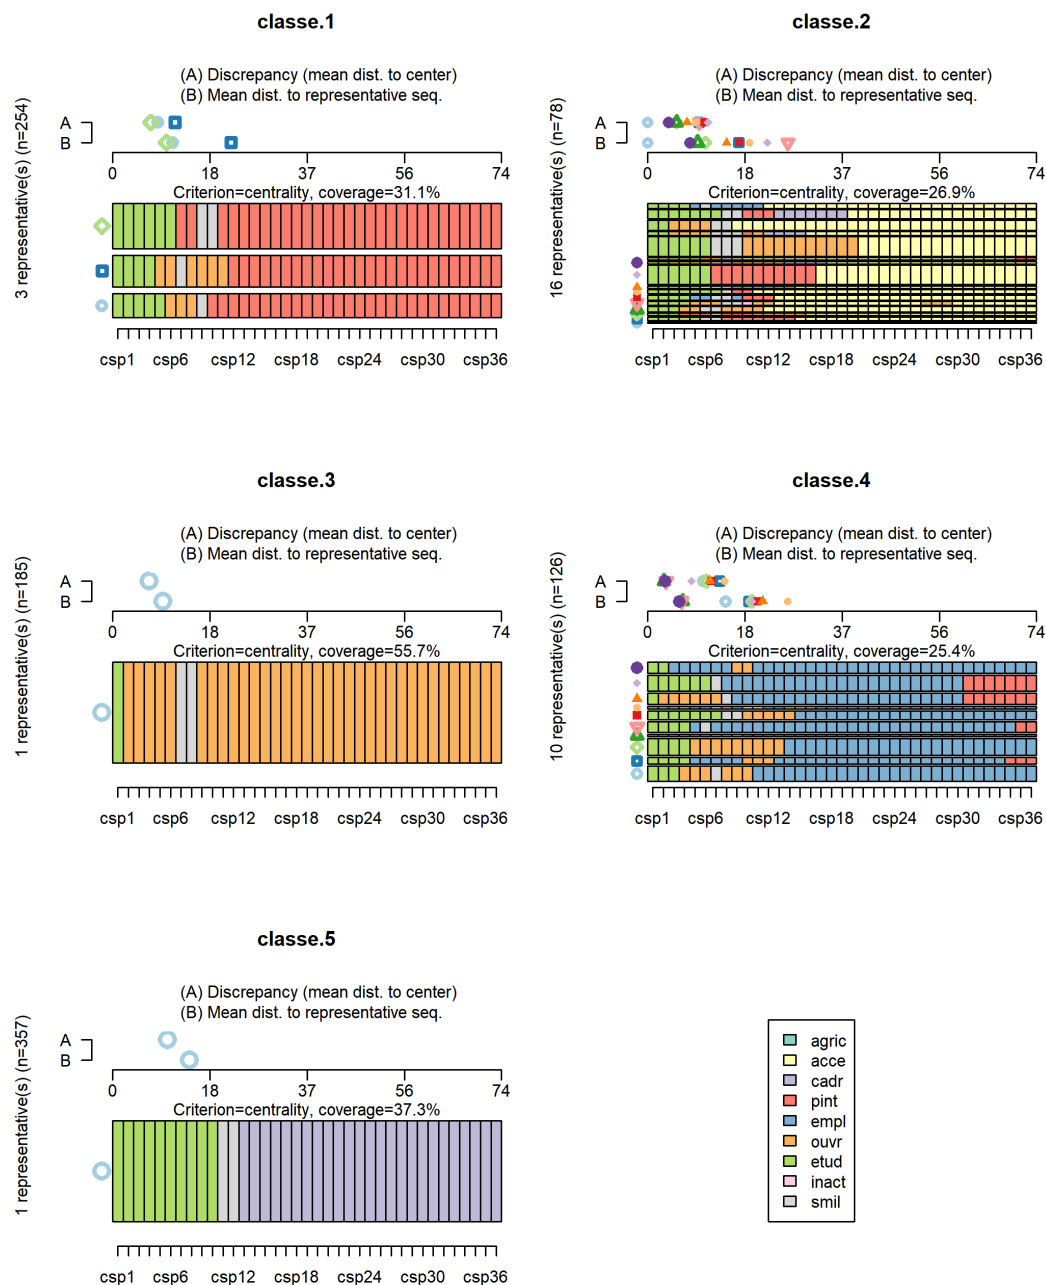 classe.1
(A) Discrepancy (mean dist. to center)
(B) Mean dist. to representative seq.
3 representative(s) (n=254)
A
B
0 18 37 56 74
Criterion=centrality, coverage=31.1%
csp1 csp6 csp12 csp18 csp24 csp30 csp36
classe.2
(A) Discrepancy (mean dist. to center)
(B) Mean dist. to representative seq.
16 representative(s) (n=78)
A
B
0 18 37 56 74
Criterion=centrality, coverage=26.9%
csp1 csp6 csp12 csp18 csp24 csp30 csp36
classe.3
(A) Discrepancy (mean dist. to center)
(B) Mean dist. to representative seq.
1 representative(s) (n=185)
A
B
0 18 37 56 74
Criterion=centrality, coverage=55.7%
csp1 csp6 csp12 csp18 csp24 csp30 csp36
classe.4
(A) Discrepancy (mean dist. to center)
(B) Mean dist. to representative seq.
10 representative(s) (n=126)
A
B
0 18 37 56 74
Criterion=centrality, coverage=25.4%
csp1 csp6 csp12 csp18 csp24 csp30 csp36
classe.5
(A) Discrepancy (mean dist. to center)
(B) Mean dist. to representative seq.
1 representative(s) (n=357)
A
B
0 18 37 56 74
Criterion=centrality, coverage=37.3%
csp1 csp6 csp12 csp18 csp24 csp30 csp36
agric
acce
cadr
pint
empl
ouvr
etud
inact
smil